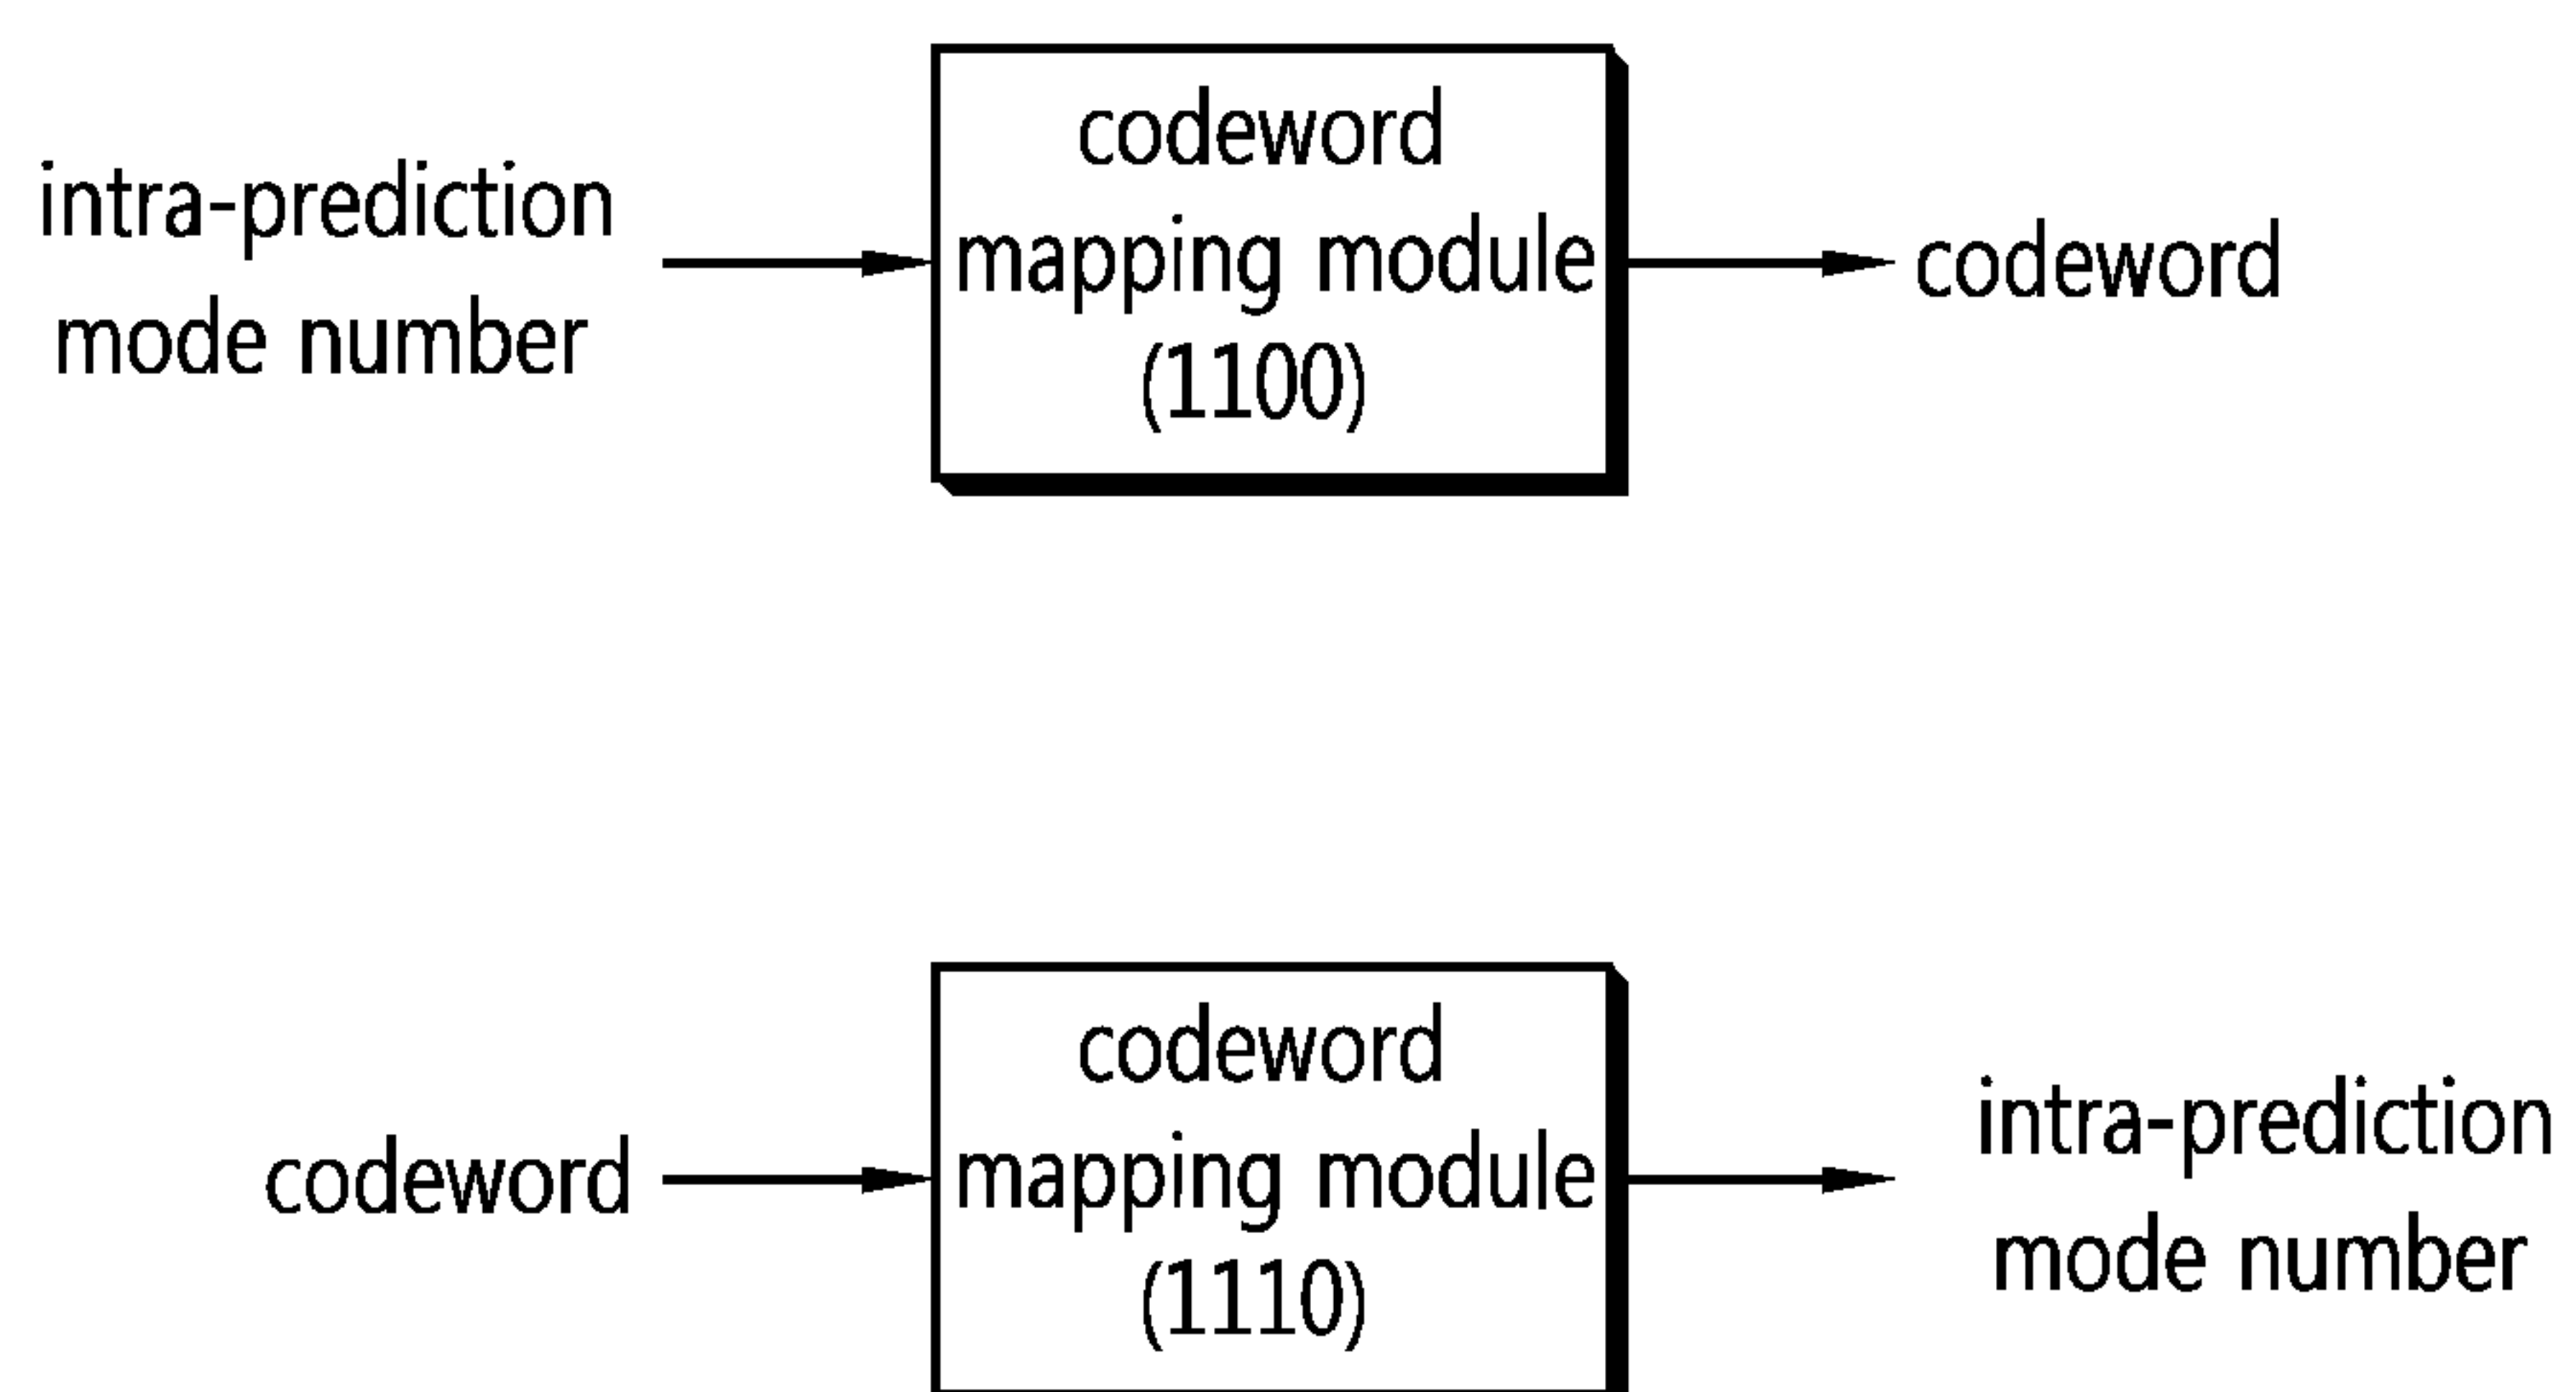 intra-prediction
mode number
codeword
mapping module
(1100)
codeword
codeword
codeword
mapping module
(1110)
intra-prediction
mode number